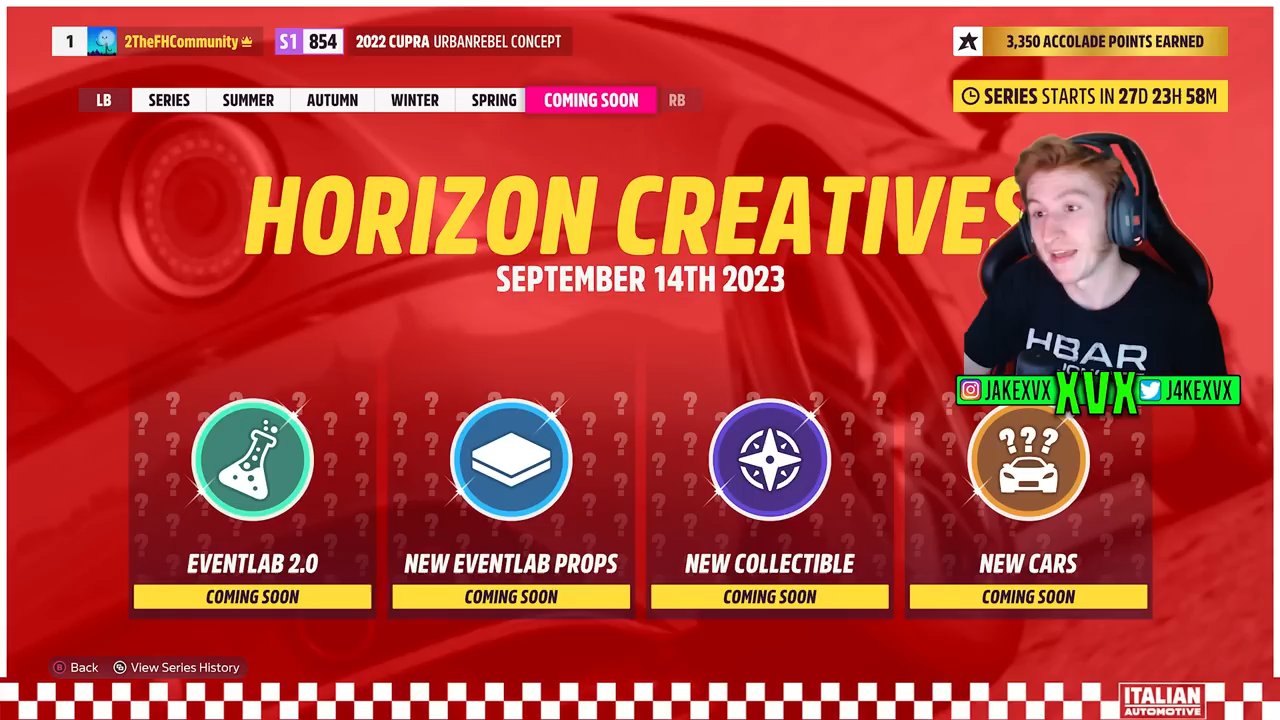 1 2TheFHCommunity S1 854 2022 CUPRA URBANREBEL CONCEPT
3,350 ACCOLADE POINTS EARNED
LB SERIES SUMMER AUTUMN WINTER SPRING COMING SOON RB
SERIES STARTS IN 27D 23H 58M
HORIZON CREATIVES
SEPTEMBER 14TH 2023
HBAR
JAKEXVX XVX J4KEXVX
???
EVENTLAB 2.0 NEW EVENTLAB PROPS NEW COLLECTIBLE NEW CARS
COMING SOON COMING SOON COMING SOON COMING SOON
B Back View Series History
ITALIAN
AUTOMOTIVE